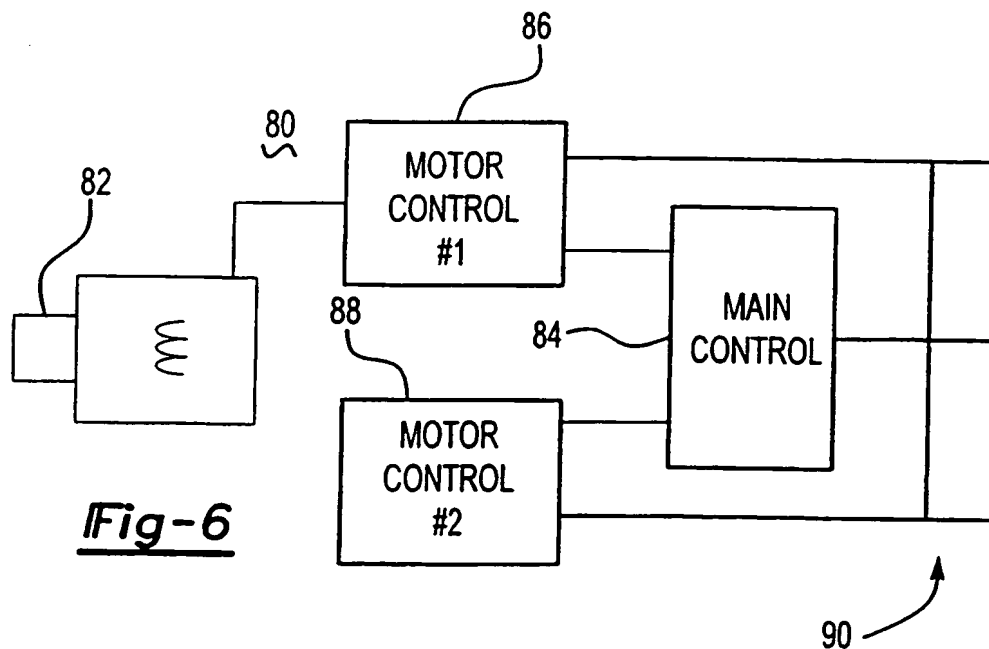 86
80
MOTOR
CONTROL
#1
82
88
84
MAIN
CONTROL
MOTOR
CONTROL
#2
Fig-6
90